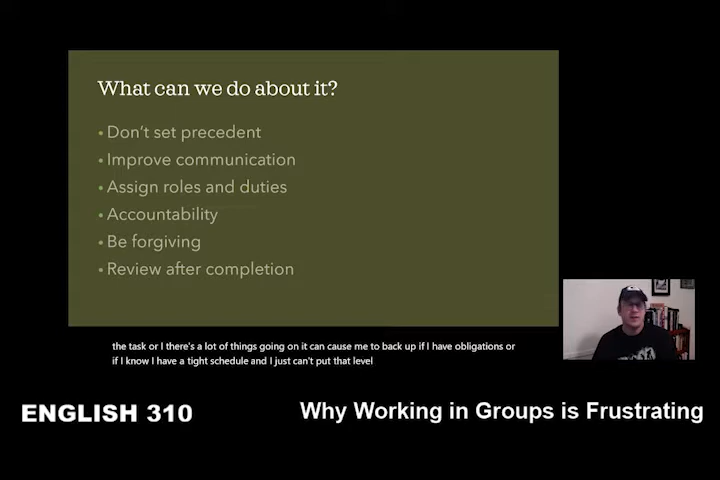 What can we do about it?
• Don't set precedent
• Improve communication
• Assign roles and duties
• Accountability
• Be forgiving
• Review after completion
the task or I there's a lot of things going on it can cause me to back up if I have obligations or
if I know I have a tight schedule and I just can't put that level
ENGLISH 310
Why Working in Groups is Frustrating